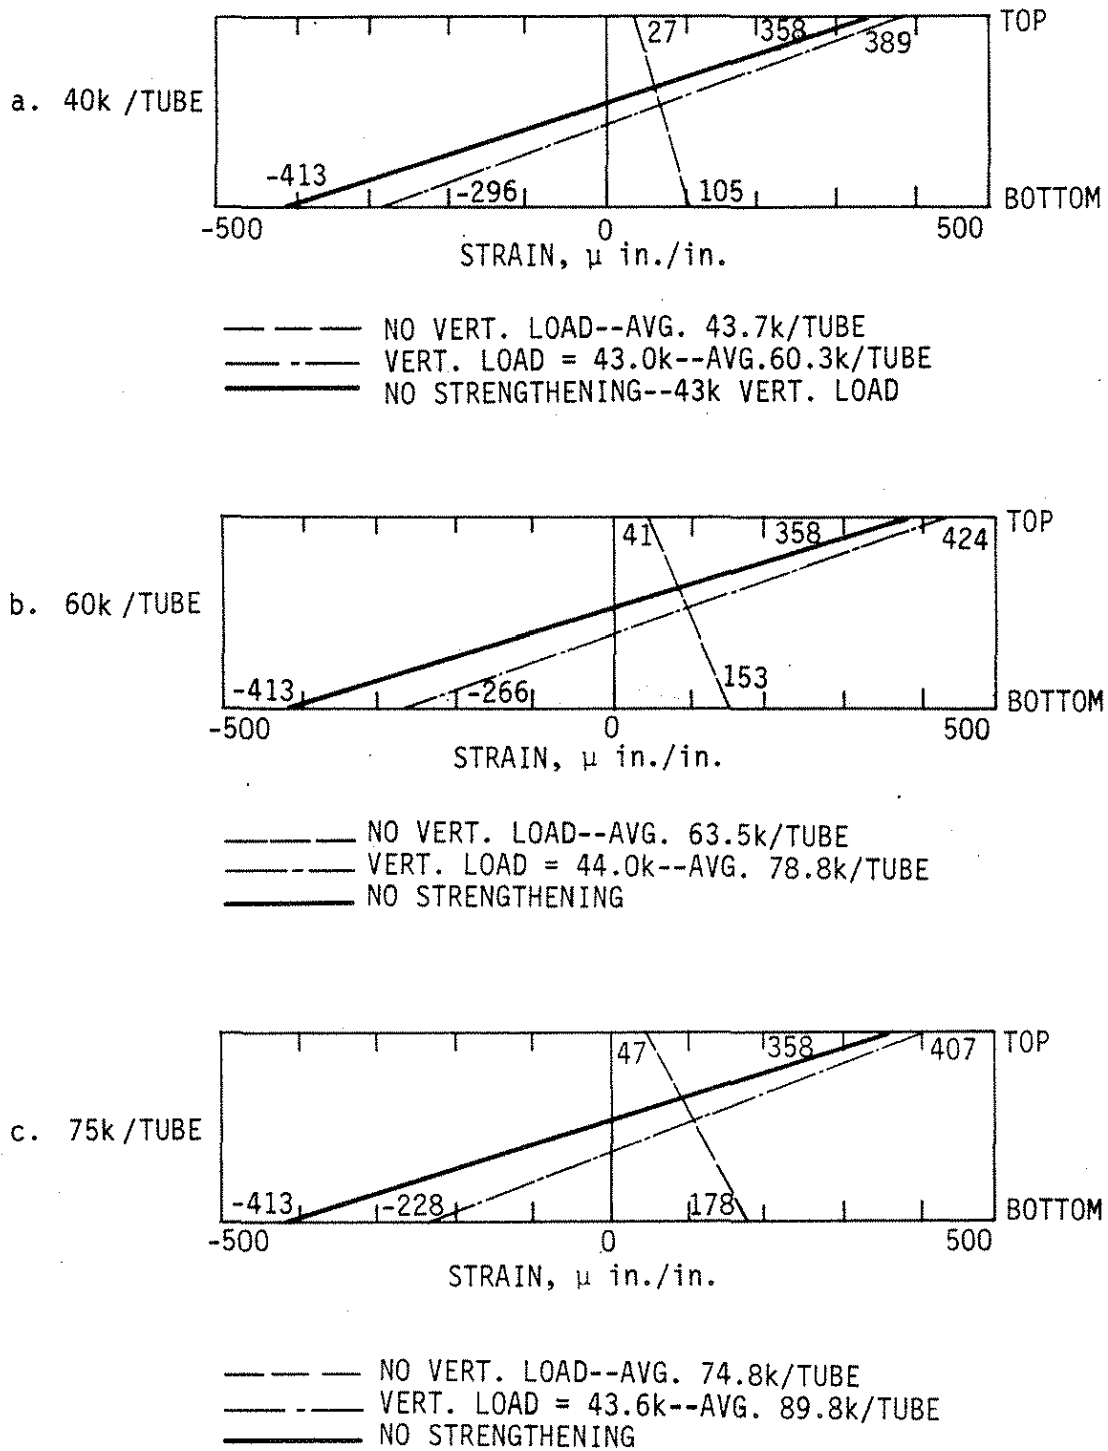 27 358 TOP
389
a. 40k /TUBE
-413
-296 105 BOTTOM
-500 0 500
STRAIN, μ in./in.
NO VERT. LOAD--AVG. 43.7k/TUBE
VERT. LOAD = 43.0k--AVG.60.3k/TUBE
NO STRENGTHENING--43k VERT. LOAD
41 358 424 TOP
b. 60k /TUBE
-413 -266 153
BOTTOM
-500 0 500
STRAIN, μ in./in.
NO VERT. LOAD--AVG. 63.5k/TUBE
VERT. LOAD = 44.0k--AVG. 78.8k/TUBE
NO STRENGTHENING
47 358 407 TOP
c. 75k /TUBE
-413 -228 178 BOTTOM
-500 0 500
STRAIN, μ in./in.
NO VERT. LOAD--AVG. 74.8k/TUBE
VERT. LOAD = 43.6k--AVG. 89.8k/TUBE
NO STRENGTHENING